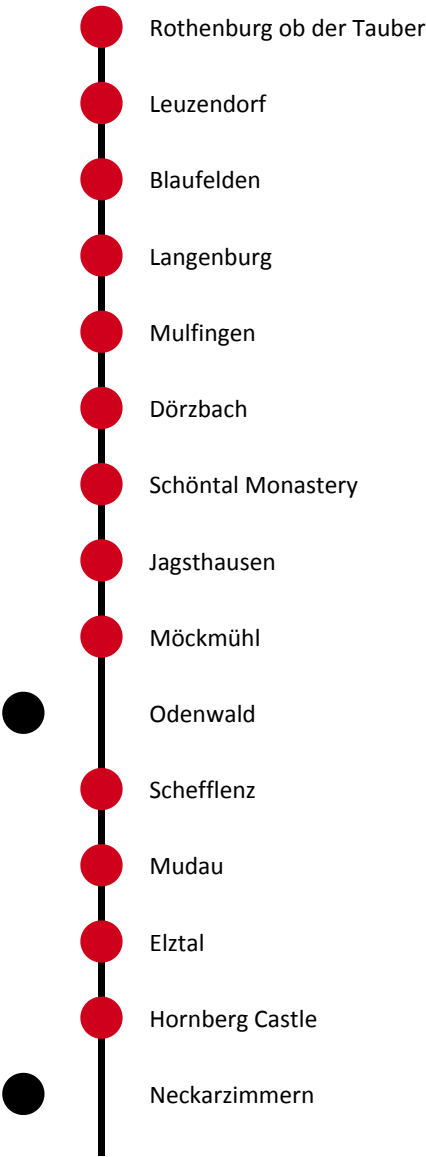 Rothenburg ob der Tauber
Leuzendorf
Blaufelden
Langenburg
Mulfingen
Dörzbach
Schöntal Monastery
Jagsthausen
Möckmühl
Odenwald
Schefflenz
Mudau
Elztal
Hornberg Castle
Neckarzimmern